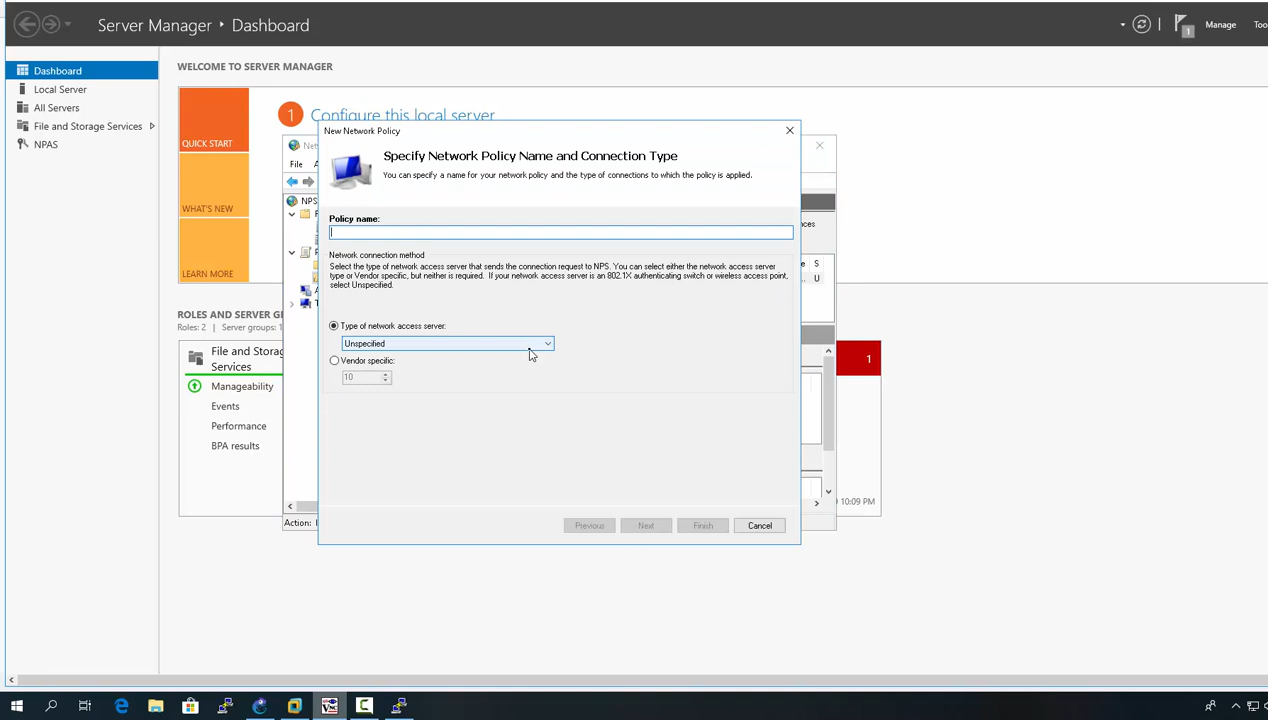 Server Manager ‣ Dashboard
1
Manage
Dashboard
Local Server
All Servers
File and Storage Services
NPAS
WELCOME TO SERVER MANAGER
QUICK START
WHAT'S NEW
LEARN MORE
1 Configure this local server
File
NPS
New Network Policy
Specify Network Policy Name and Connection Type
You can specify a name for your network policy and the type of connections to which the policy is applied.
Policy name:
Network connection method
Select the type of network access server that sends the connection request to NPS. You can select either the network access server
type or Vendor specific, but neither is required. If your network access server is an 802.1X authenticating switch or wireless access point,
select Unspecified.
Type of network access server:
Unspecified
Vendor specific:
10
Previous
Next
Finish
Cancel
S
U
Action:
ROLES AND SERVER G
Roles: 2 | Server groups: 1
File and Storag
Services
Manageability
Events
Performance
BPA results
1
10:09 PM